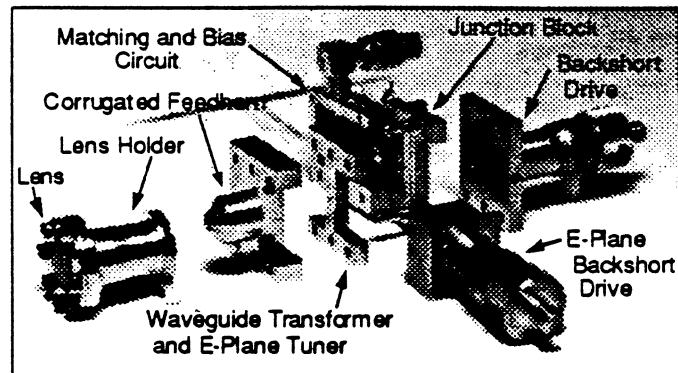 Matching and Bias
Circuit
Junction Block
Backshort
Drive
Corrugated Feedhorn
Lens Holder
Lens
E-Plane
Backshort
Drive
Waveguide Transformer
and E-Plane Tuner